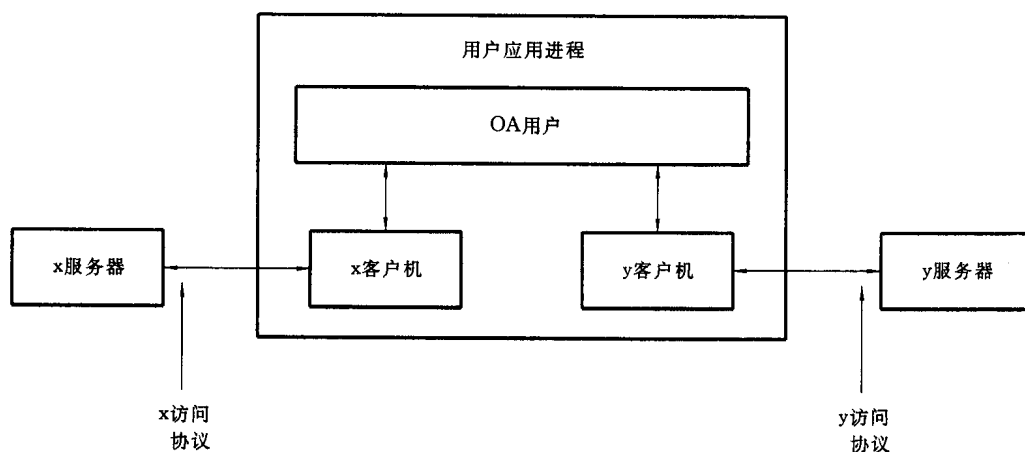 用户应用进程
OA用户
x服务器
x客户机
y客户机
y服务器
x访问
协议
y访问
协议